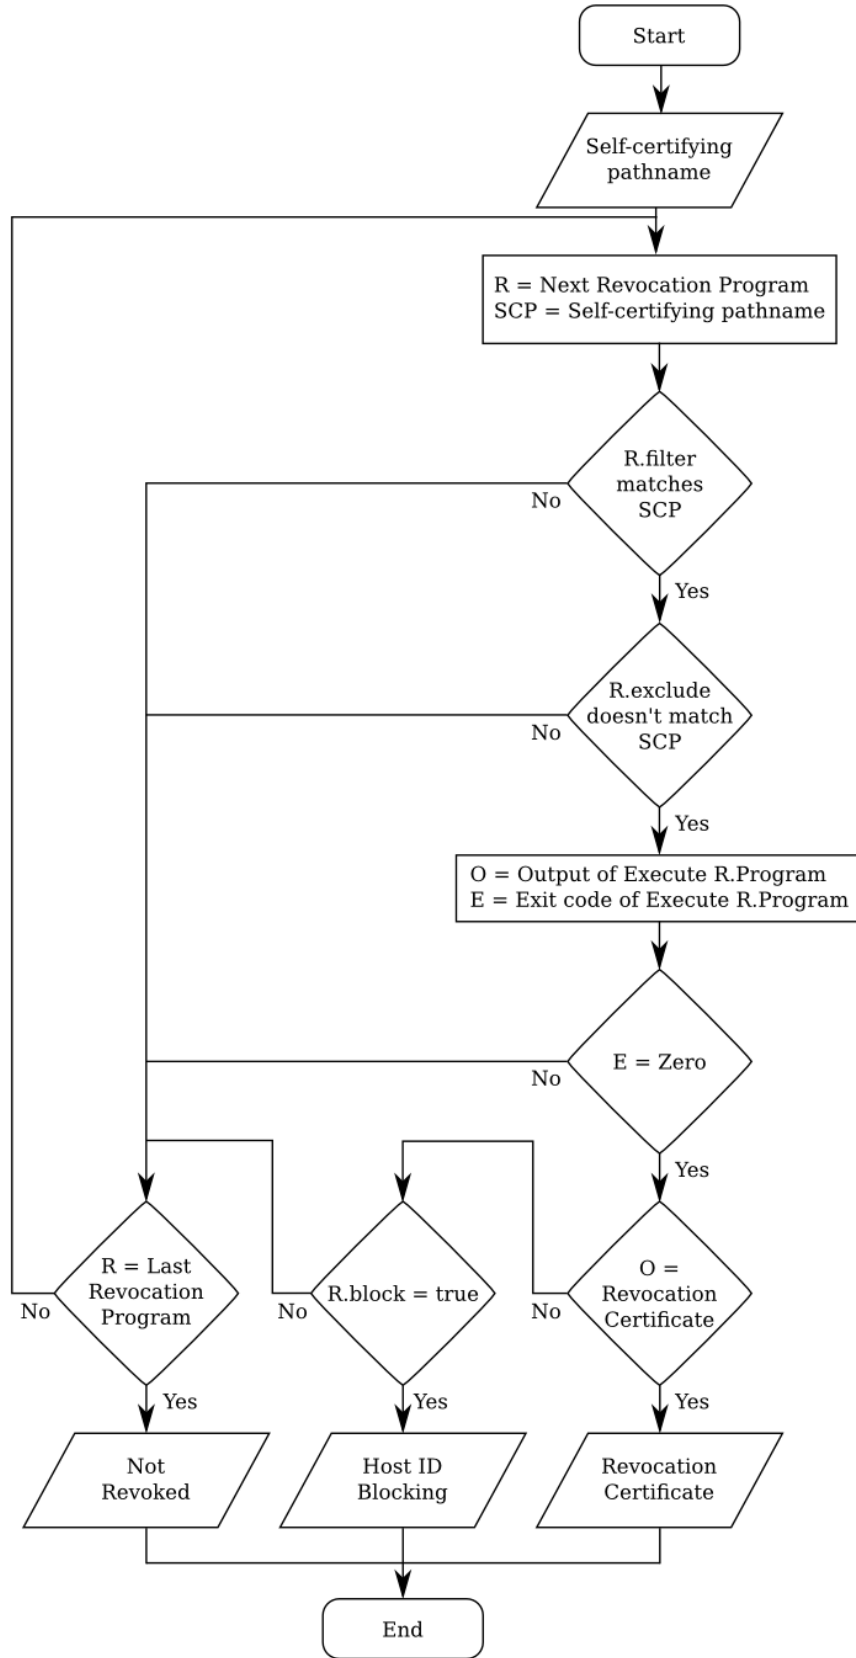 Start
Self-certifying
pathname
R = Next Revocation Program
SCP = Self-certifying pathname
R.filter
matches
SCP
No
Yes
R.exclude
doesn't match
SCP
No
Yes
O = Output of Execute R.Program
E = Exit code of Execute R.Program
E = Zero
No
Yes
R = Last
Revocation
Program
No
Yes
R.block = true
No
Yes
O =
Revocation
Certificate
No
Yes
Not
Revoked
Host ID
Blocking
Revocation
Certificate
End